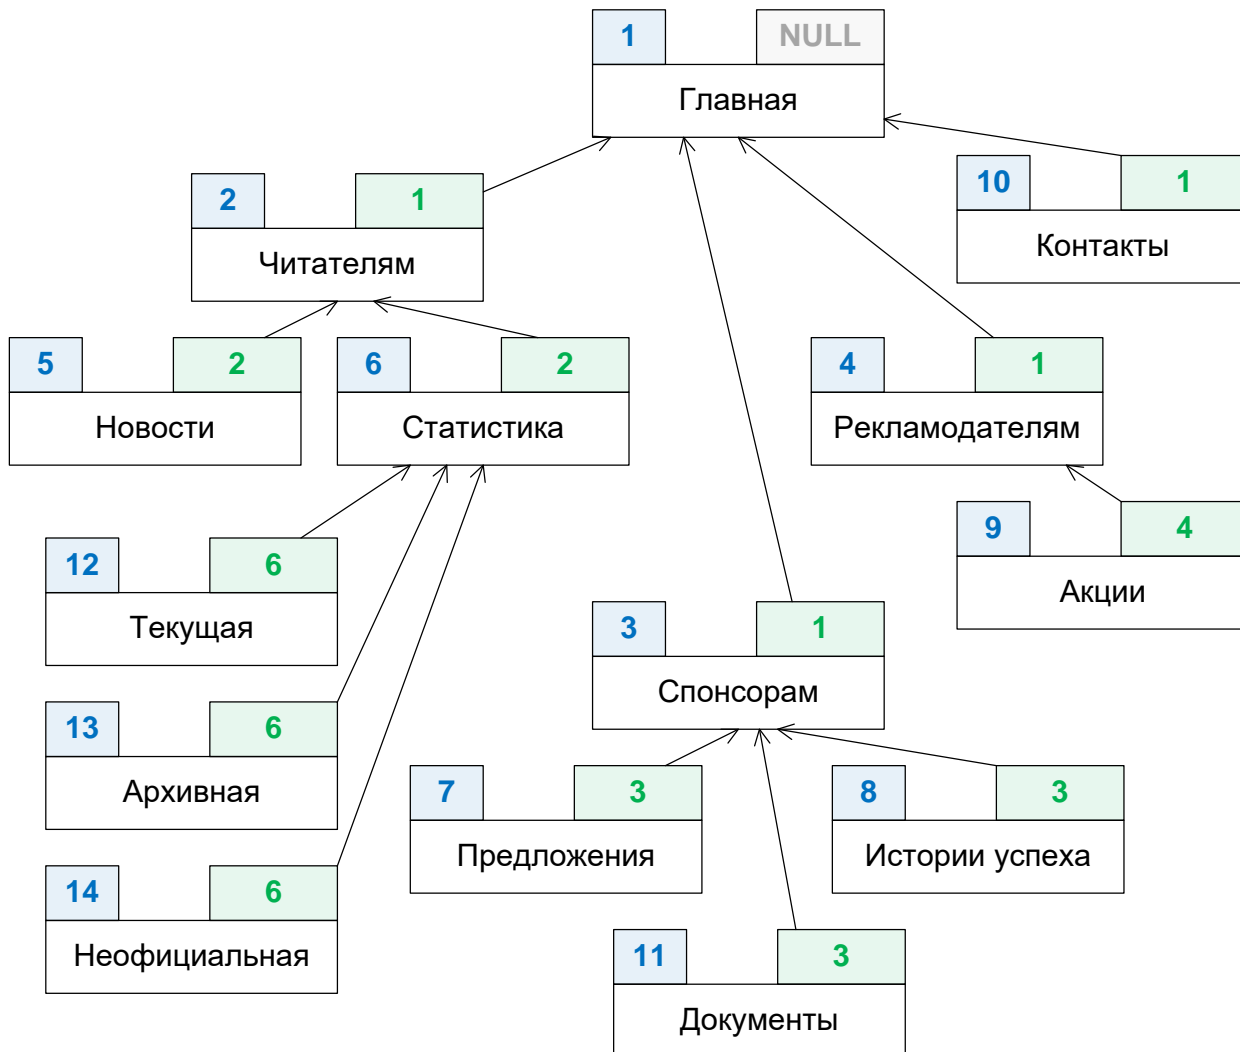 1 NULL
Главная
10 1
Контакты
2 1
Читателям
5 2
Новости
6 2
Статистика
4 1
Рекламодателям
9 4
Акции
12 6
Текущая
3 1
Спонсорам
13 6
Архивная
7 3
Предложения
8 3
Истории успеха
14 6
Неофициальная
11 3
Документы